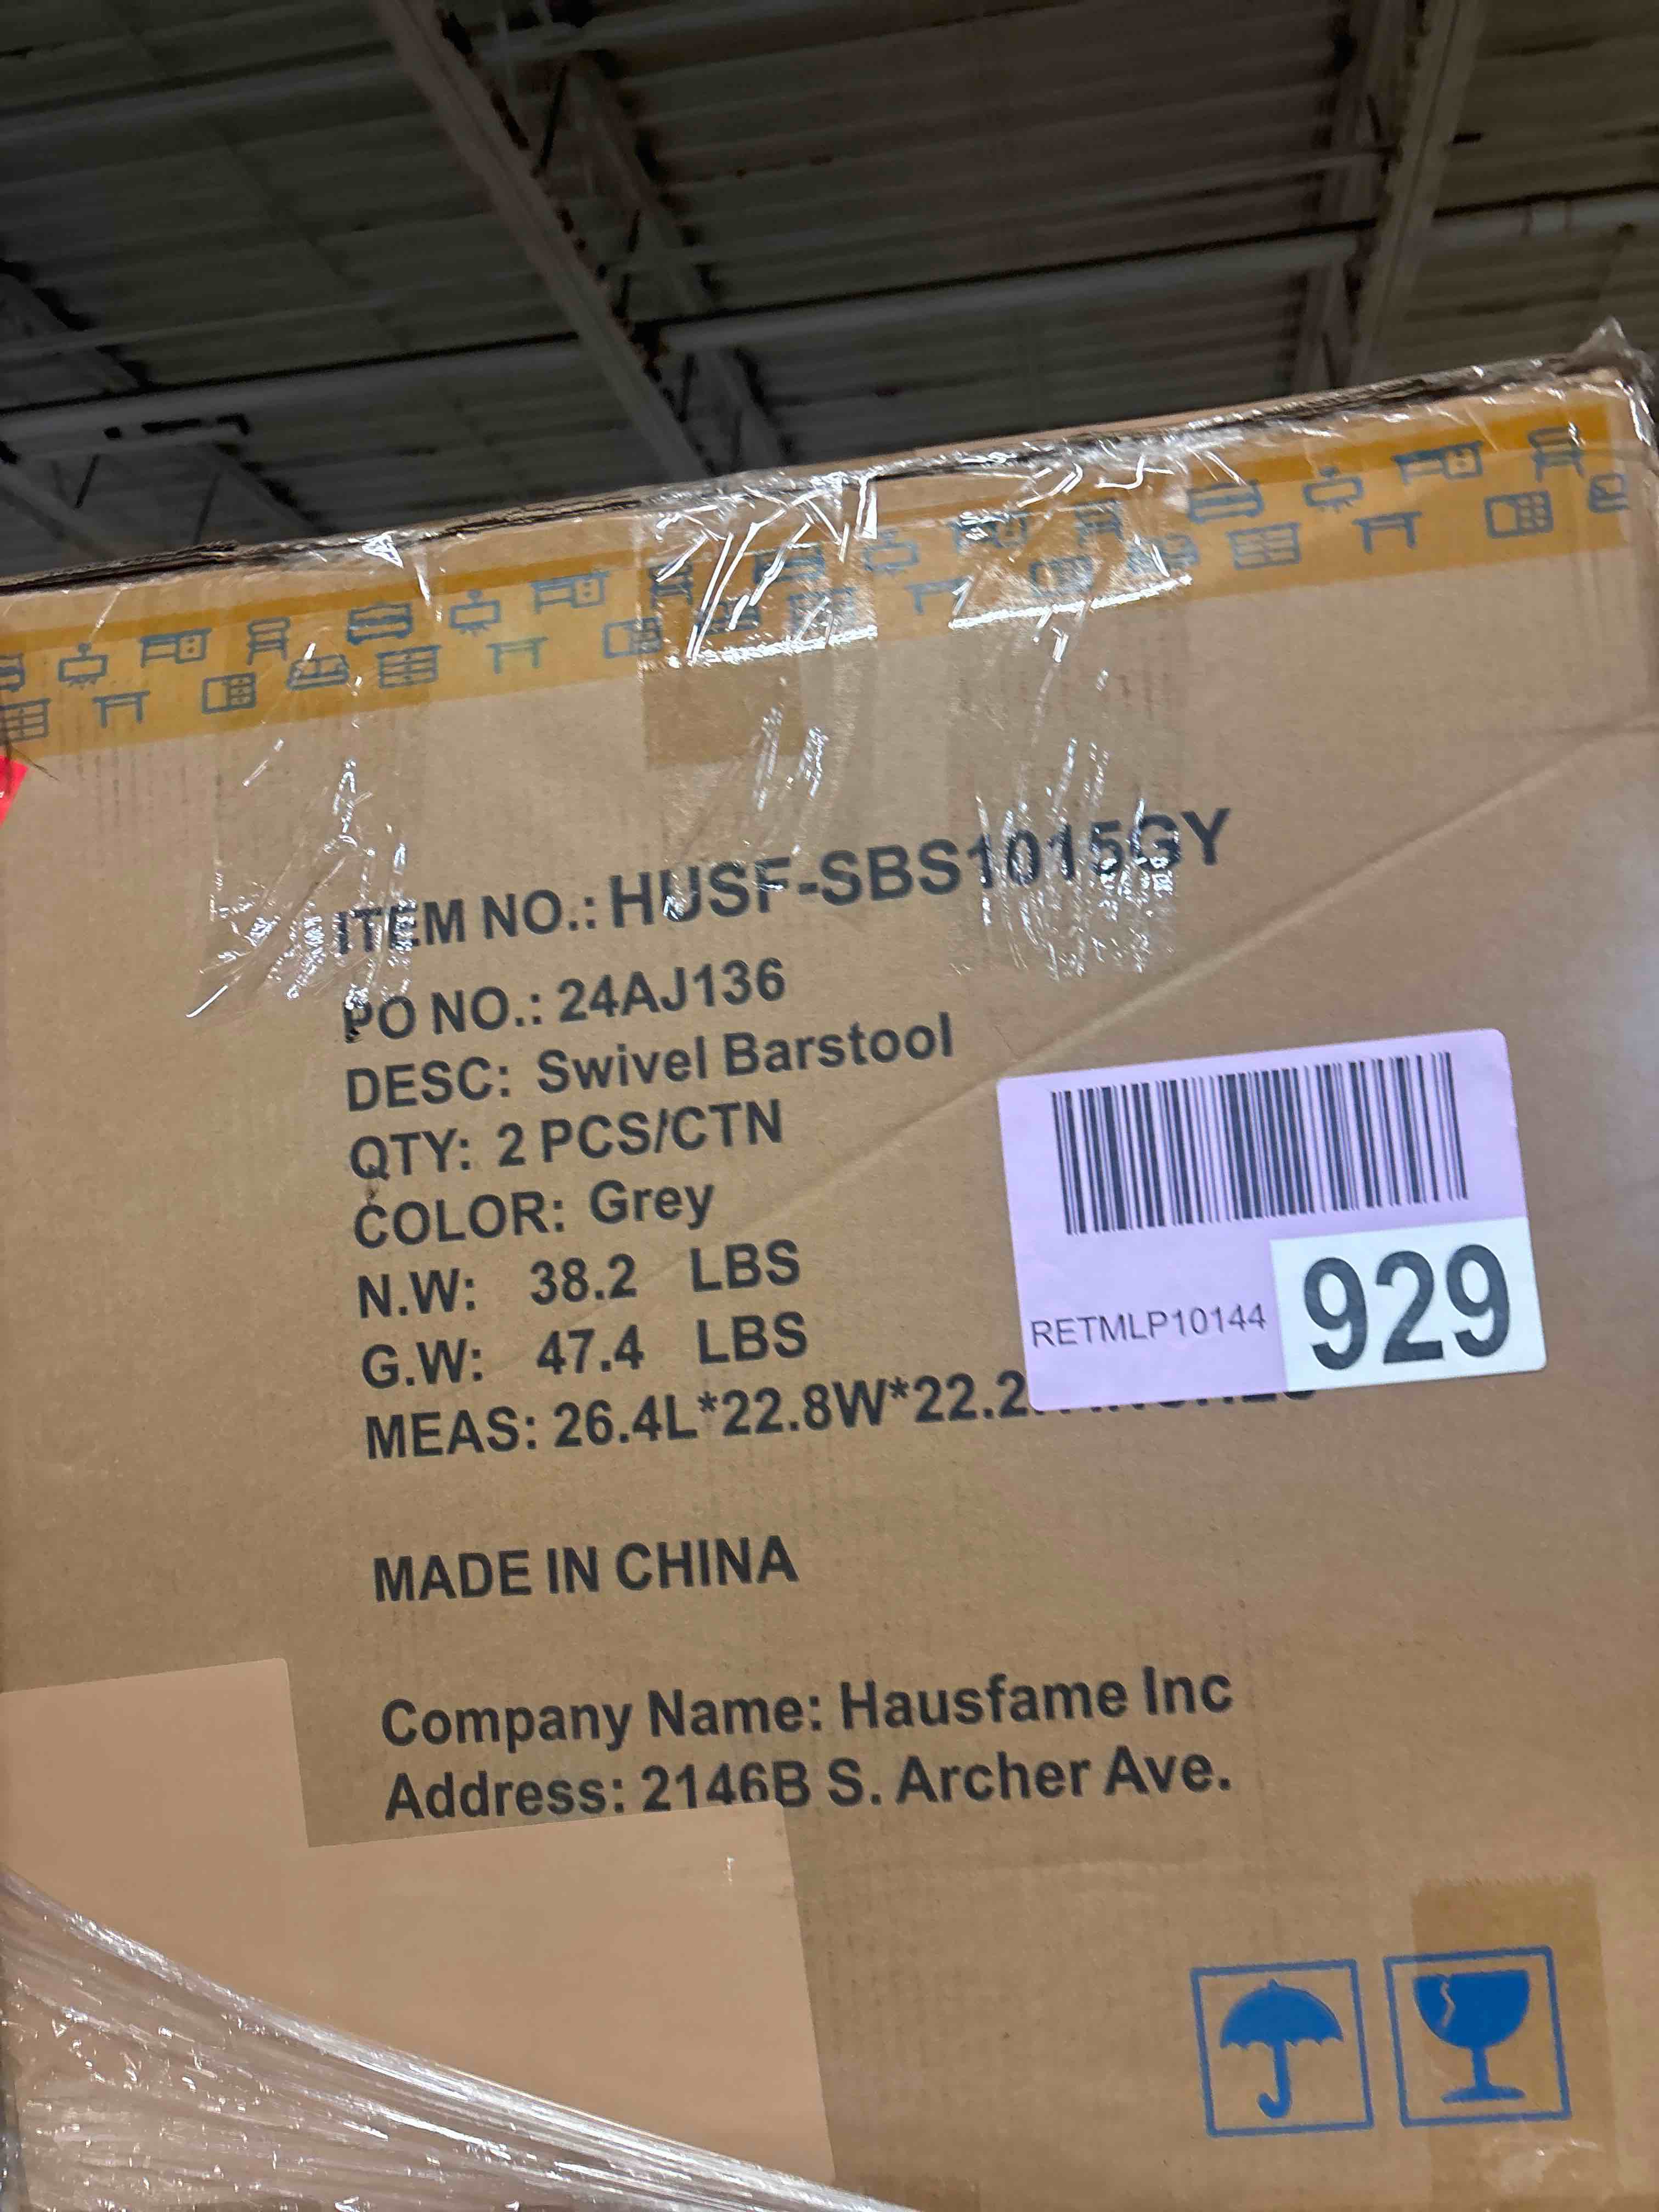 ITEM NO.: HUSF-SBS1015GY
PO NO.: 24AJ136
DESC: Swivel Barstool
QTY: 2 PCS/CTN
COLOR: Grey
N.W: 38.2 LBS
G.W: 47.4 LBS
MEAS: 26.4L*22.8W*22.2
RETMLP10144
929
MADE IN CHINA
Company Name: Hausfame Inc
Address: 2146B S. Archer Ave.